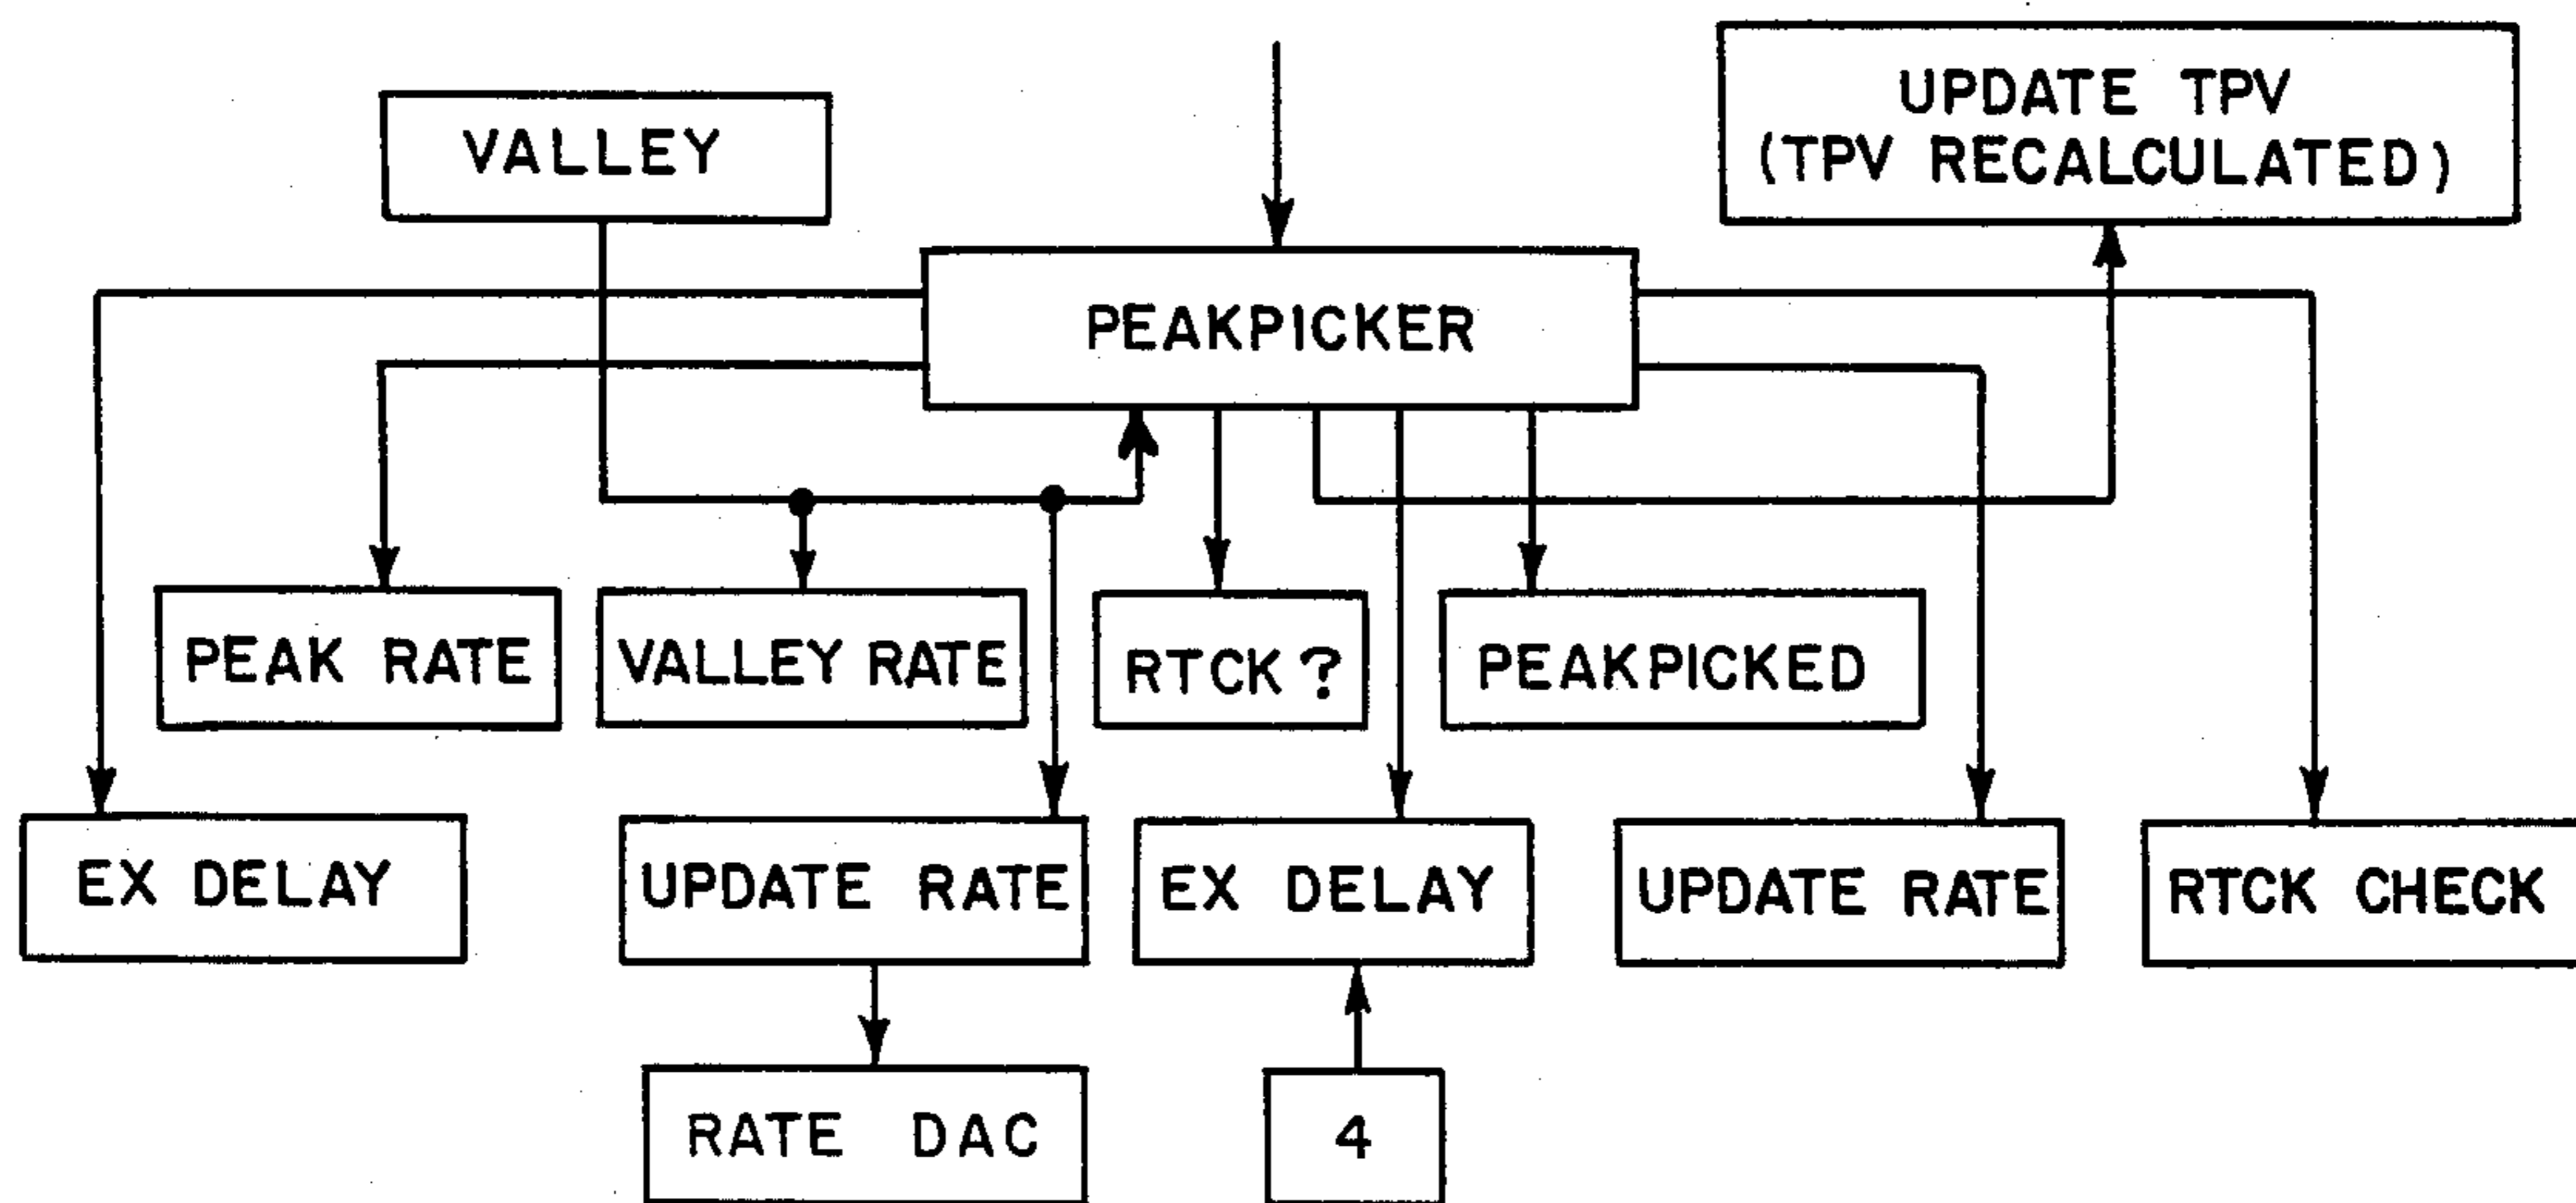 VALLEY
UPDATE TPV
(TPV RECALCULATED)
PEAKPICKER
PEAK RATE
VALLEY RATE
RTCK ?
PEAKPICKED
EX DELAY
UPDATE RATE
EX DELAY
UPDATE RATE
RTCK CHECK
RATE DAC
4